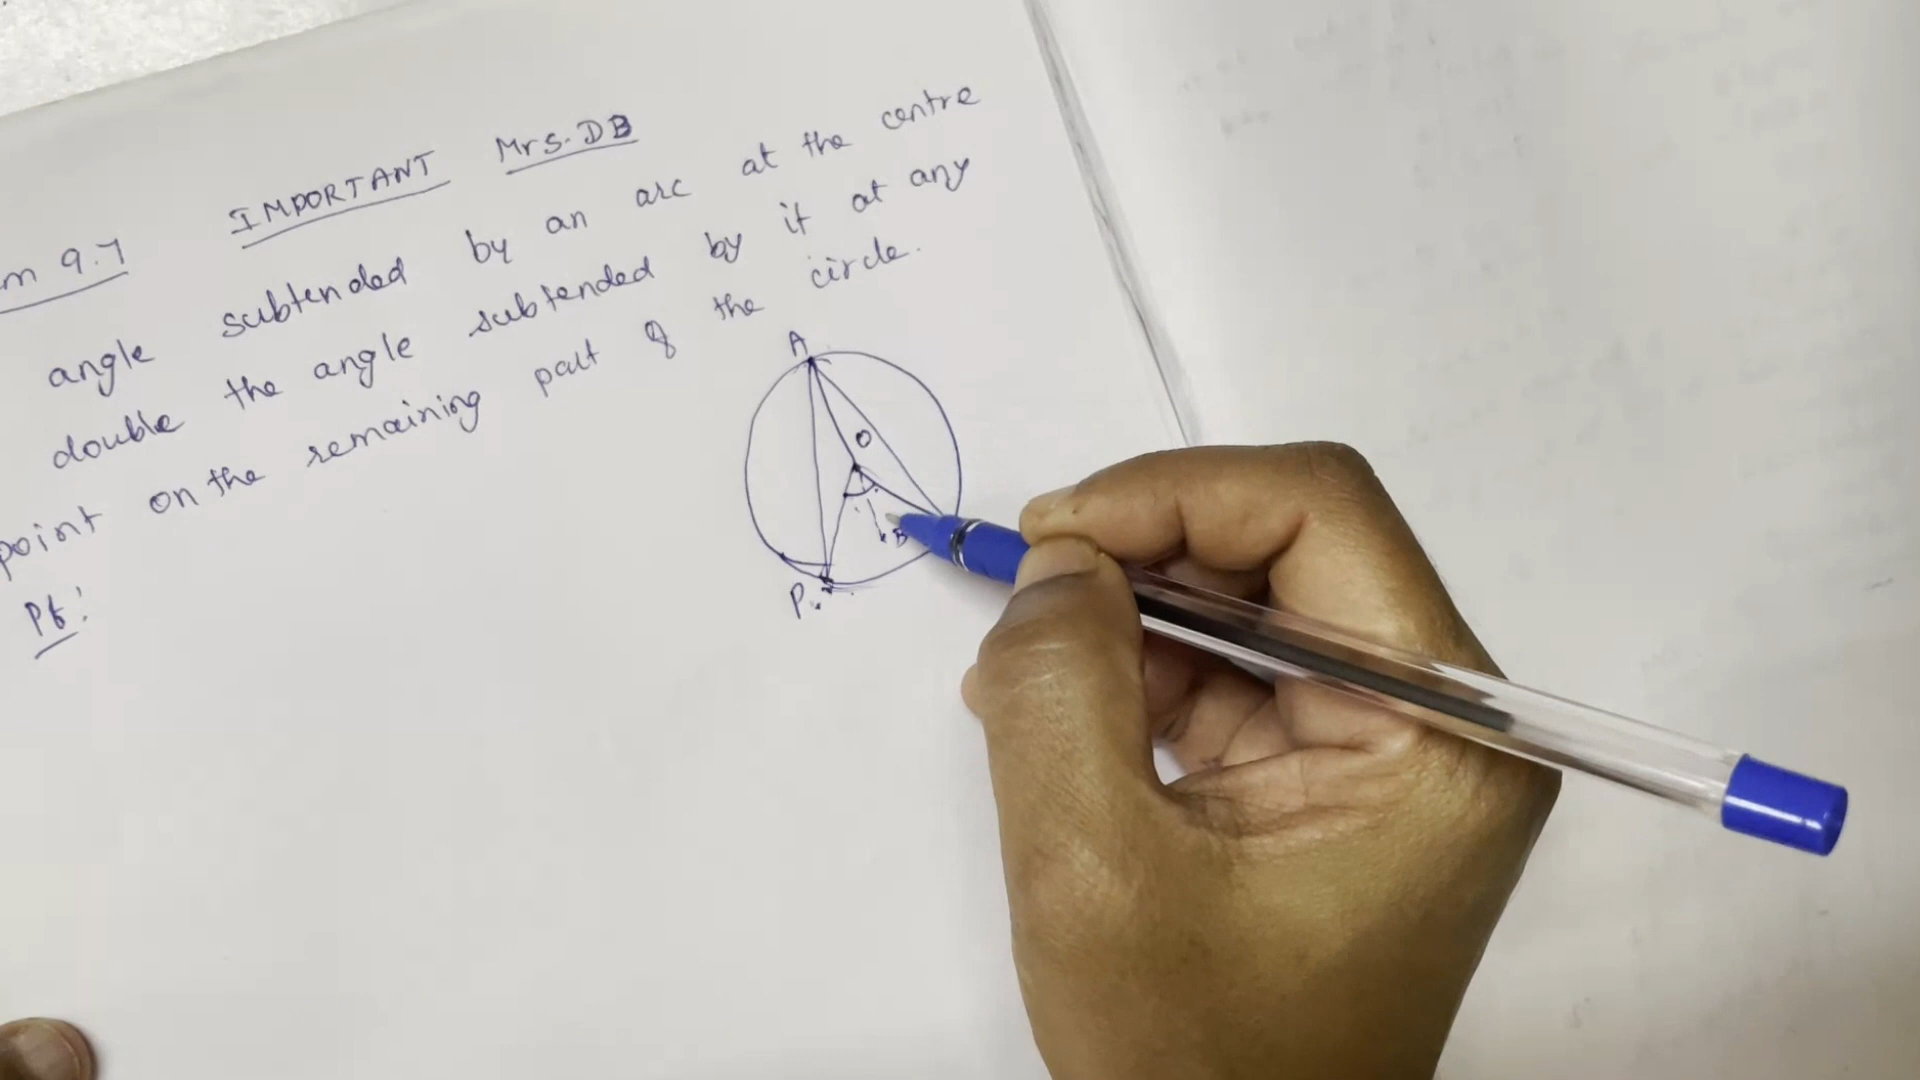 IMPORTANT Mrs. DB
m 9.7
angle subtended by an arc at the centre
double the angle subtended by it at any
point on the remaining part of the circle.
Pf:
A
O
B
P